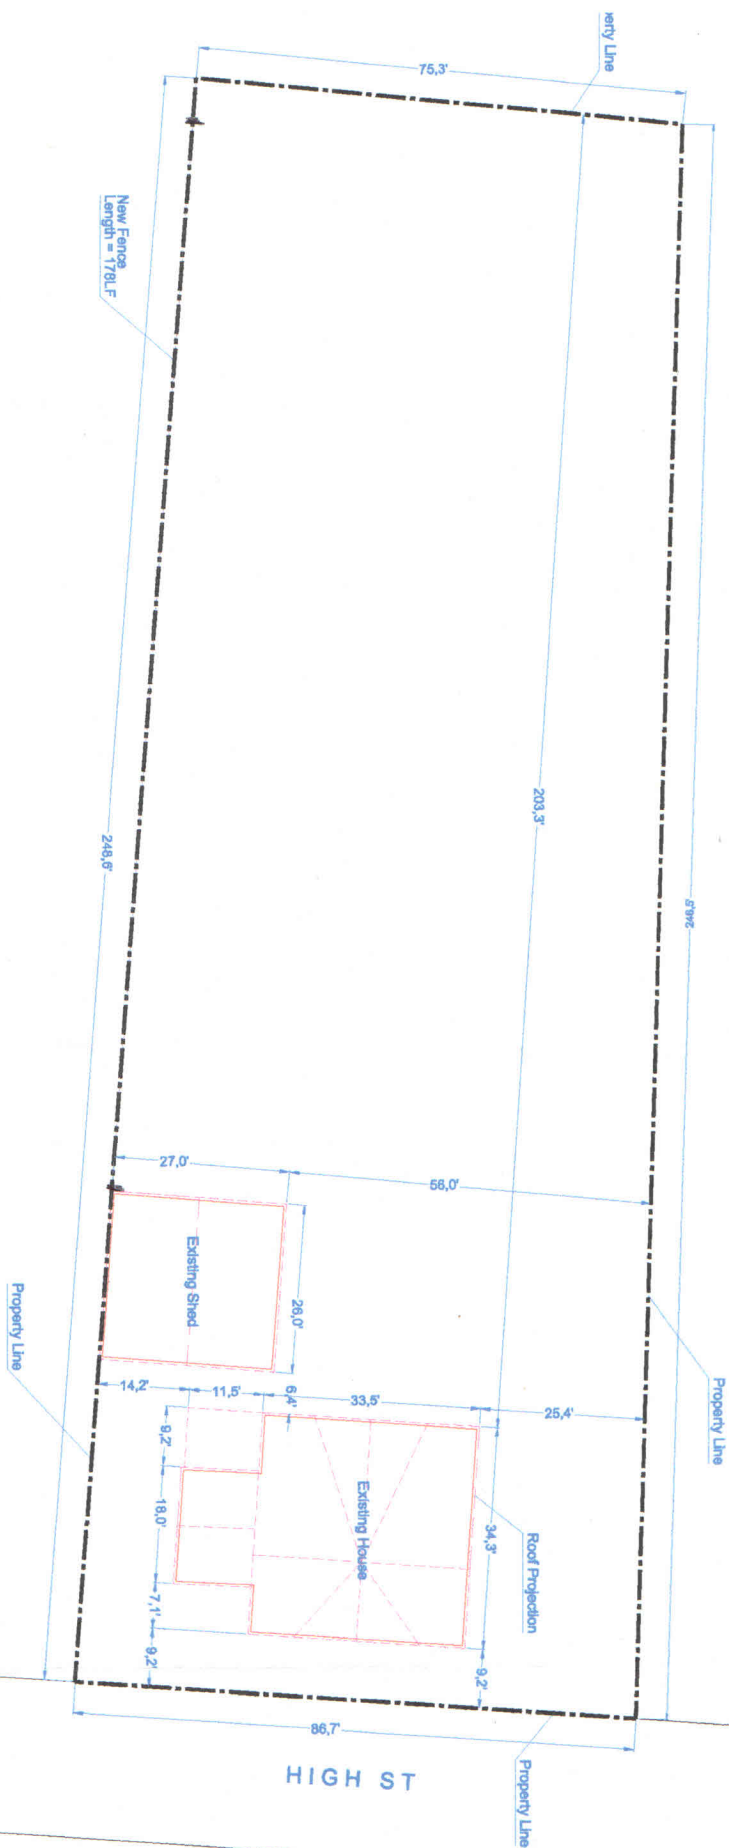 erty Line
75,3'
New Fence
Length = 178LF
203,3'
248,6'
27,0'
56,0'
Existing Shed
26,0'
Property Line
Property Line
14,2'
11,5'
6,4'
33,5'
25,4'
9,2'
18,0'
7,1'
9,2'
Existing House
34,3'
Roof Projection
9,2'
86,7'
HIGH ST
Property Line